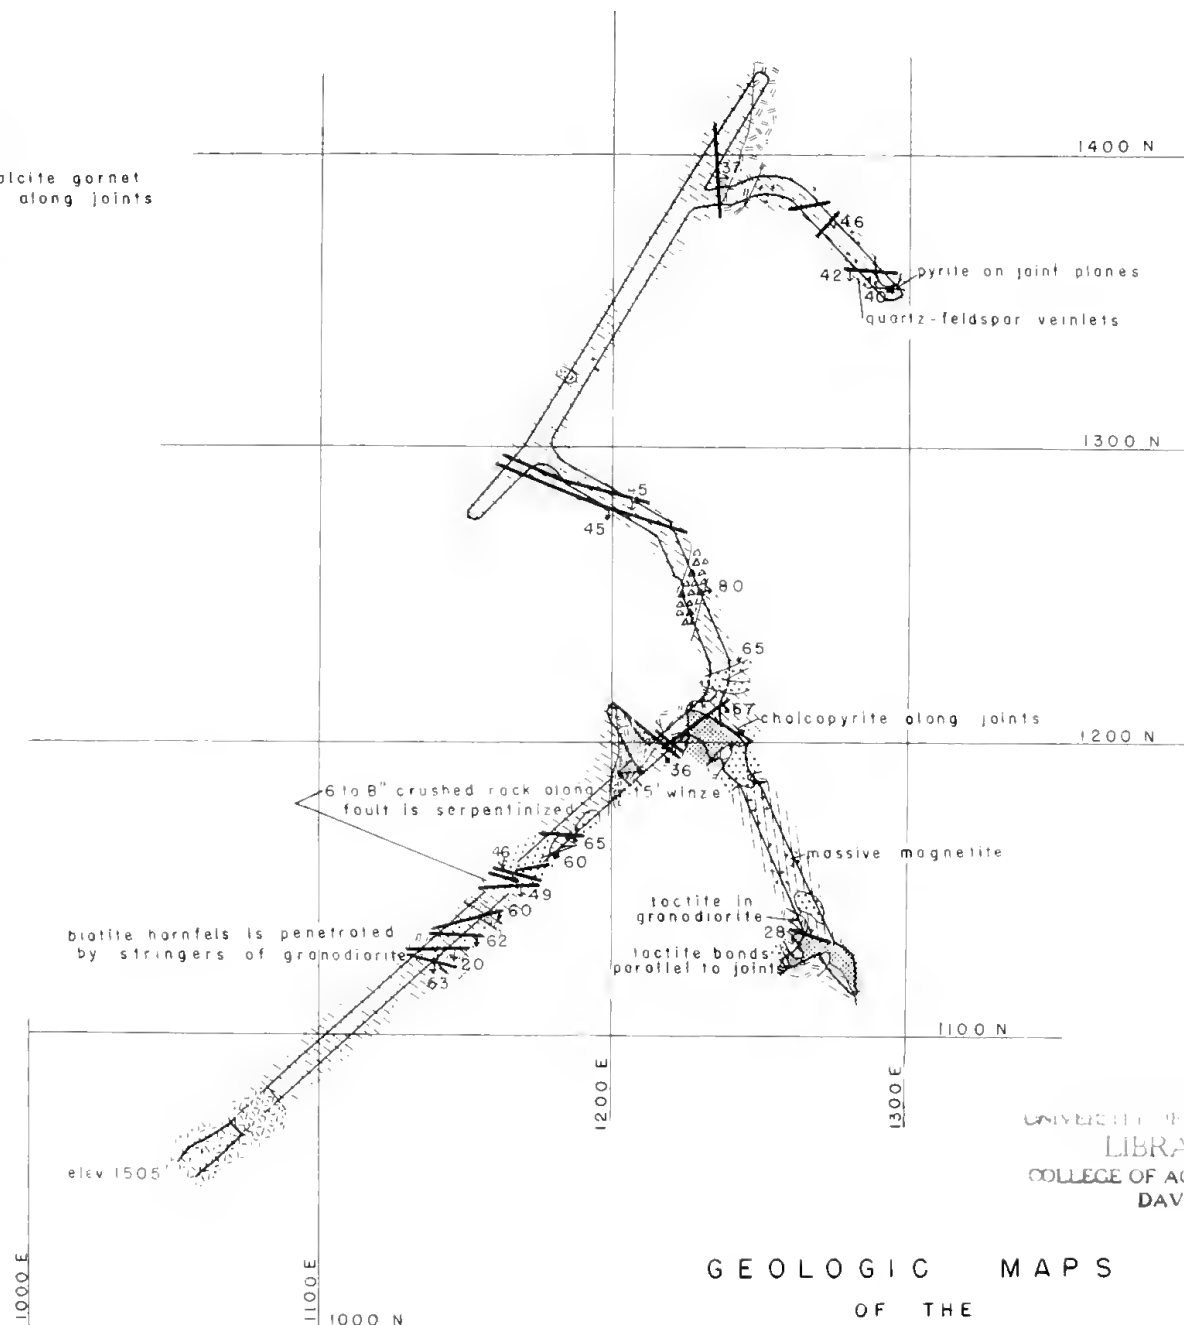 1400 N
gornet
along joints
37
46
42
40
pyrite on joint planes
quartz-feldspar veinlets
1300 N
45
45
80
65
67
chalcopyrite along joints
1200 N
36
15' winze
6 to 8" crushed rock along
fault is serpentinized
65
46
60
49
massive magnetite
60
tactite in
granodiorite
28
62
biotite hornfels is penetrated
by stringers of granodiorite
20
63
tactite bands
parallel to joints
1100 N
1200 E
1300 E
elev 1505'
LIBRA
COLLEGE OF AG
DAV
GEOLOGIC MAPS
OF THE
1000 E
1100 E
1000 N